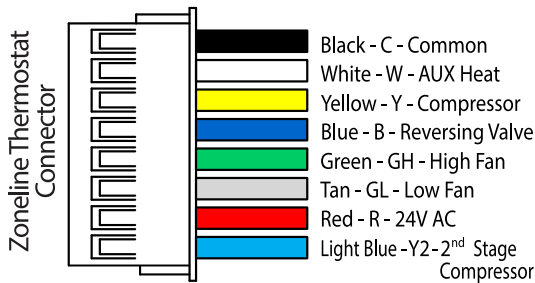 Zoneline Thermostat
Connector
Black - C - Common
White - W - AUX Heat
Yellow - Y - Compressor
Blue - B - Reversing Valve
Green - GH - High Fan
Tan - GL - Low Fan
Red - R - 24V AC
Light Blue -Y2-2nd Stage
Compressor